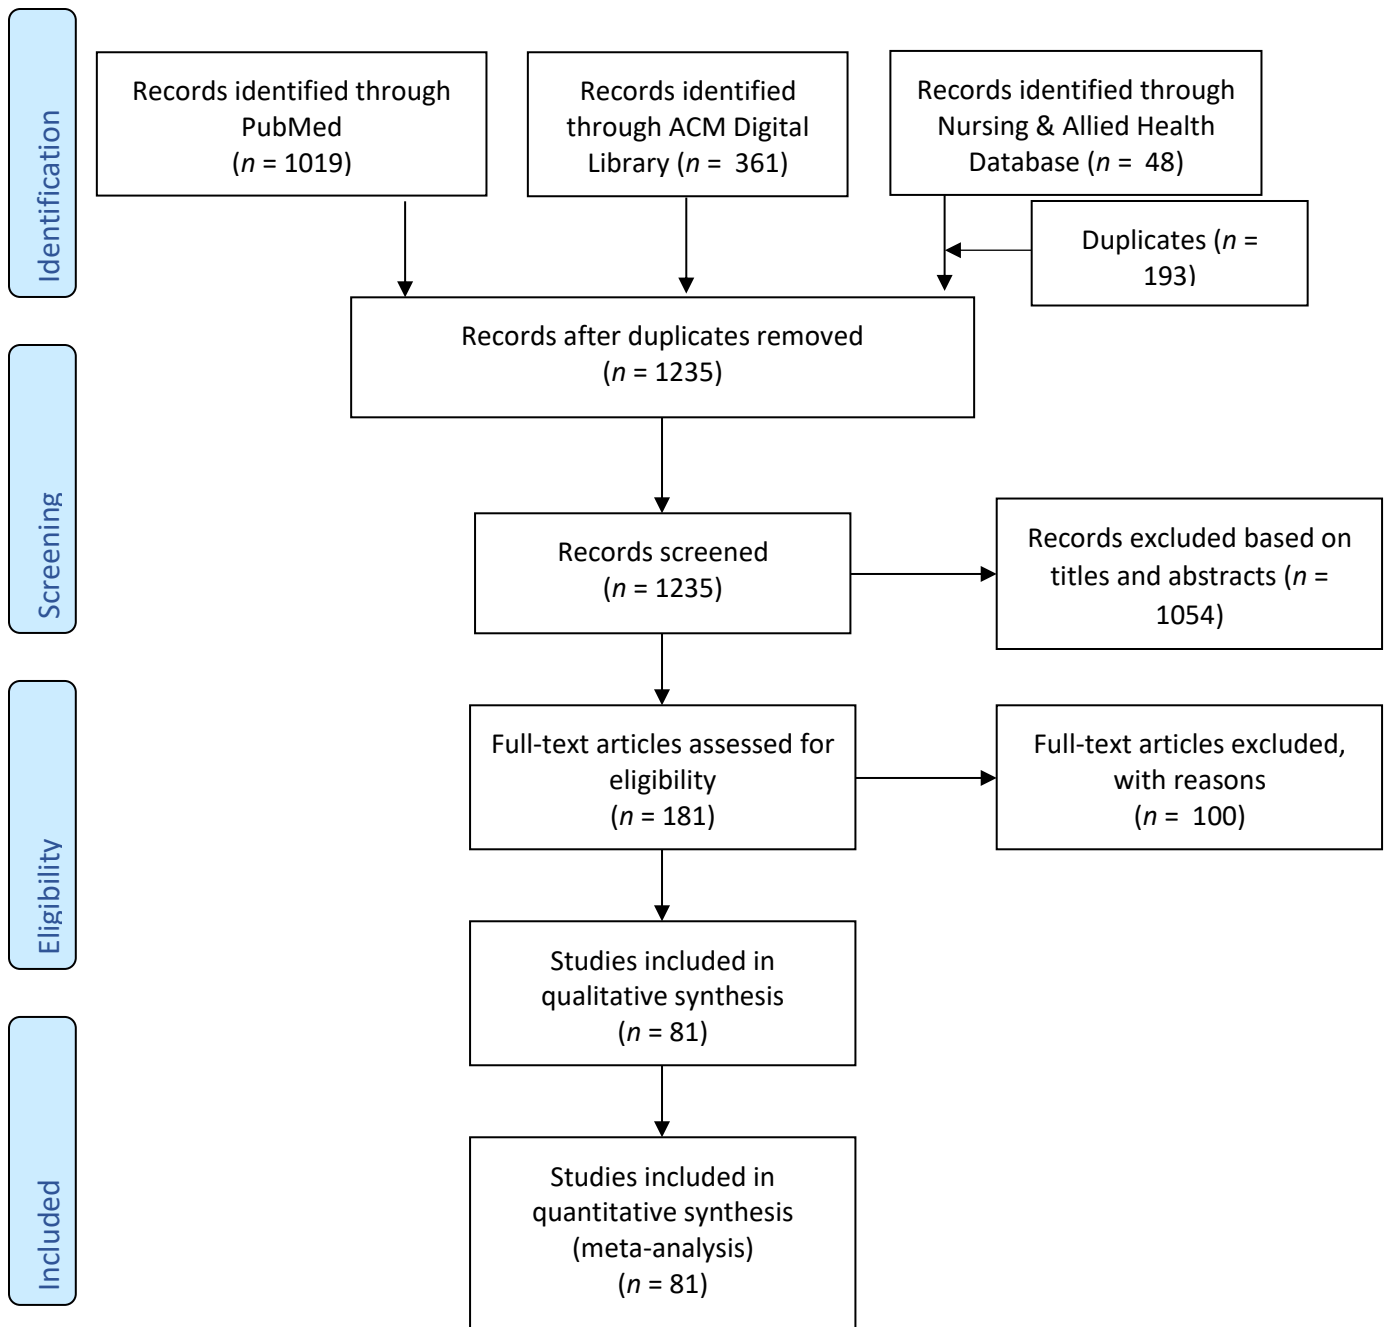 Identification
Records identified through
PubMed
(n = 1019)
Records identified
through ACM Digital
Library (n =  361)
Records identified through
Nursing & Allied Health
Database (n =  48)
Duplicates (n =
193)
Records after duplicates removed
(n = 1235)
Screening
Records screened
(n = 1235)
Records excluded based on
titles and abstracts (n =
1054)
Eligibility
Full-text articles assessed for
eligibility
(n = 181)
Full-text articles excluded,
with reasons
(n =  100)
Studies included in
qualitative synthesis
(n = 81)
Included
Studies included in
quantitative synthesis
(meta-analysis)
(n = 81)